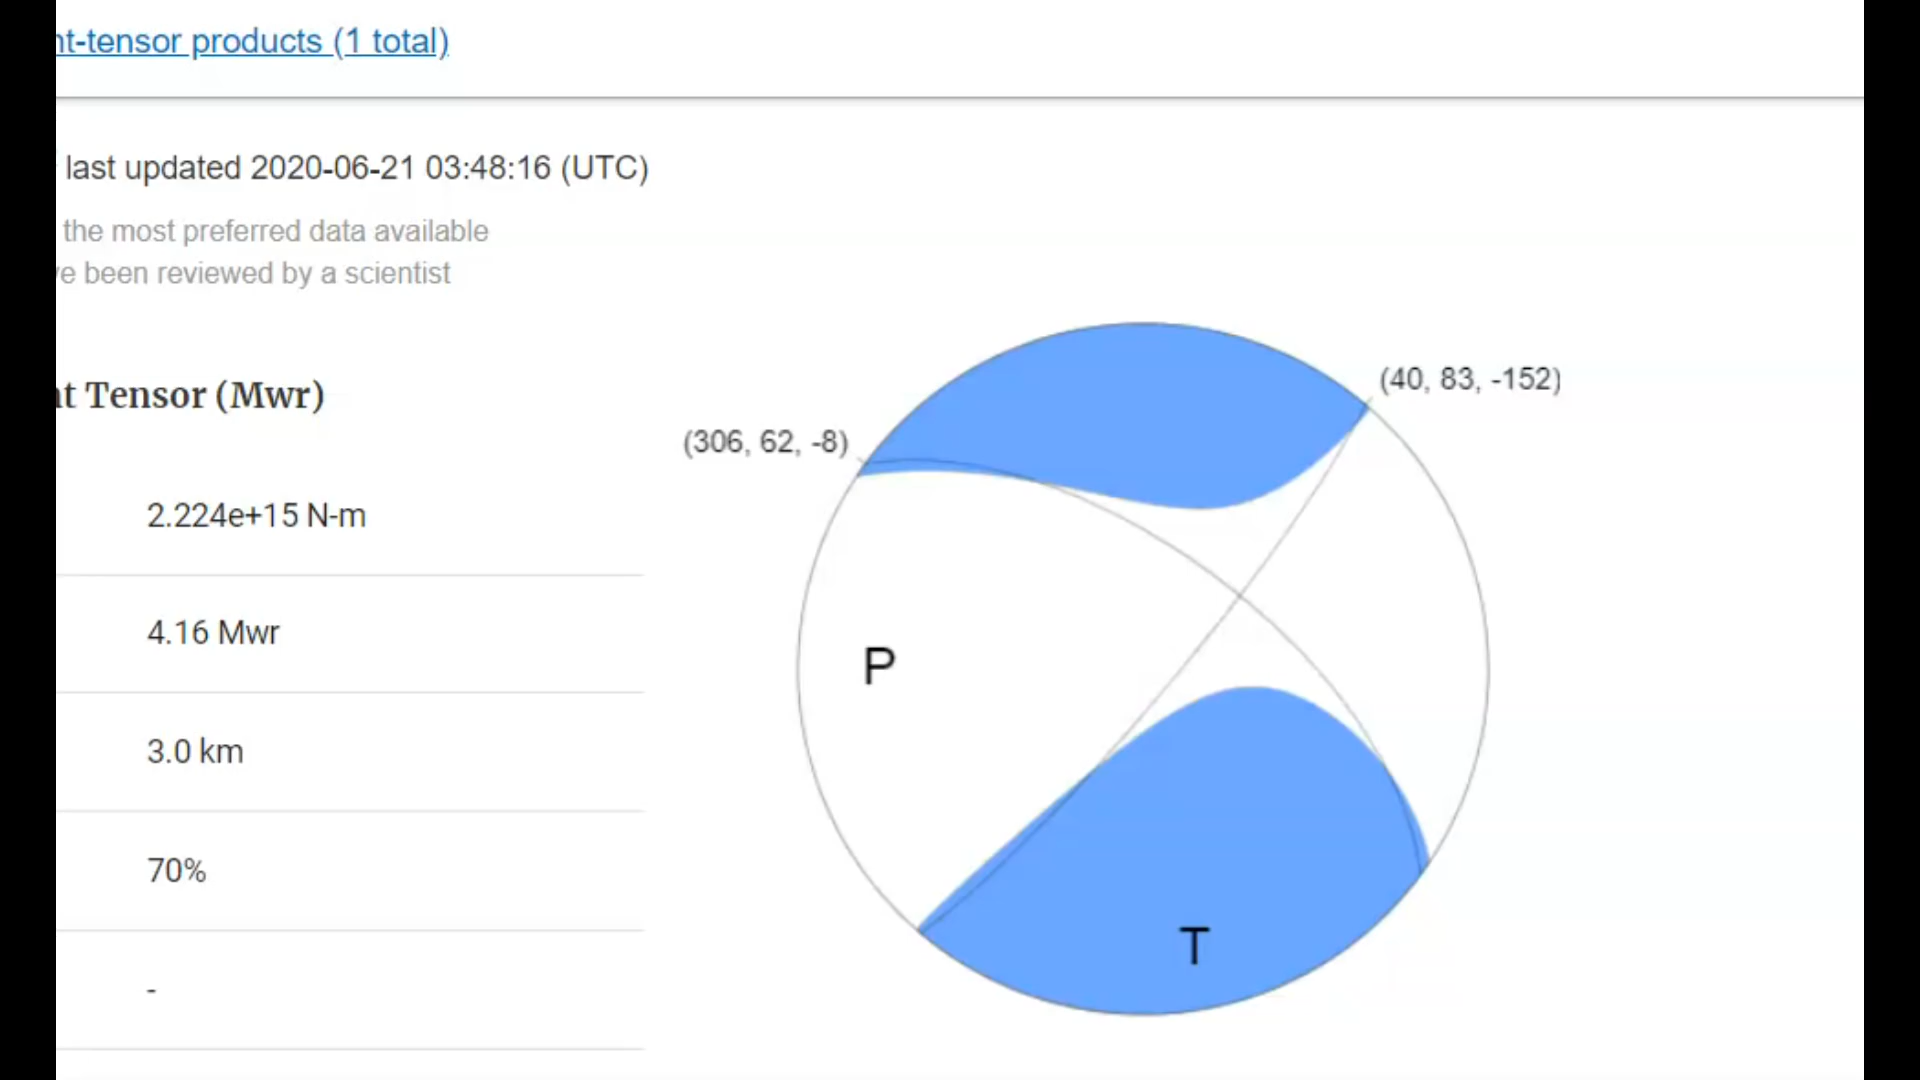 nt-tensor products (1 total)
last updated 2020-06-21 03:48:16 (UTC)
the most preferred data available
ve been reviewed by a scientist
nt Tensor (Mwr)
2.224e+15 N-m
4.16 Mwr
3.0 km
70%
-
(40, 83, -152)
(306, 62, -8)
P
T